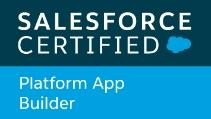 SALESFORCE
CERTIFIED
Platform App
Builder